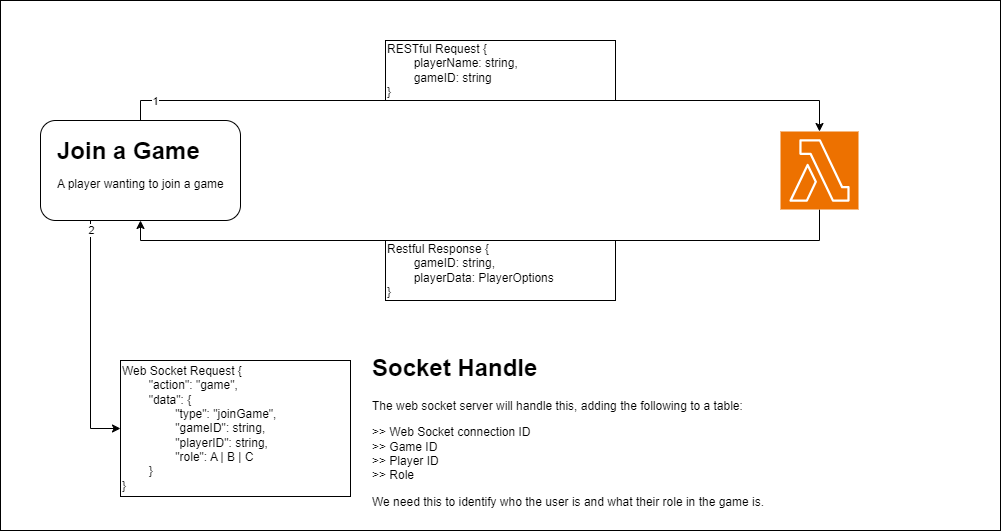 RESTful Request {
playerName: string,
gameID: string
}
1
Join a Game
A player wanting to join a game
2
Restful Response {
gameID: string,
playerData: PlayerOptions
}
Web Socket Request {
"action": "game",
"data": {
"type": "joinGame",
"gameID": string,
"playerID": string,
"role": A | B | C
}
}
Socket Handle
The web socket server will handle this, adding the following to a table:
>> Web Socket connection ID
>> Game ID
>> Player ID
>> Role
We need this to identify who the user is and what their role in the game is.